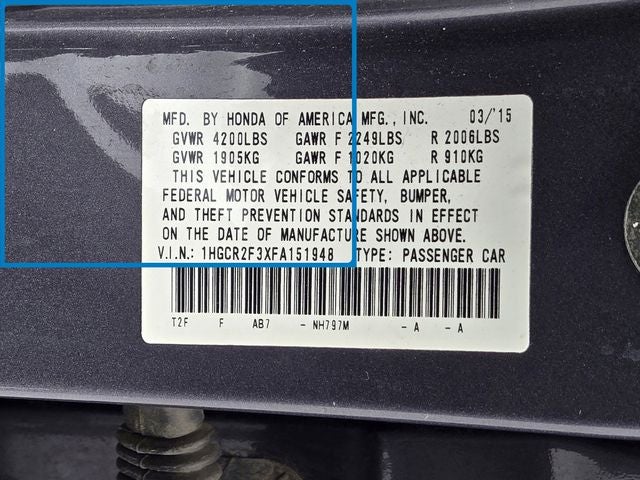 MFD. BY HONDA OF AMERICA MFG., INC. 03/'15
GVWR 4200LBS GAWR F 2249LBS R 2006LBS
GVWR 1905KG GAWR F 1020KG R 910KG
THIS VEHICLE CONFORMS TO ALL APPLICABLE
FEDERAL MOTOR VEHICLE SAFETY, BUMPER,
AND THEFT PREVENTION STANDARDS IN EFFECT
ON THE DATE OF MANUFACTURE SHOWN ABOVE.
V.I.N.: 1HGCR2F3XFA151948 TYPE: PASSENGER CAR
T2F F AB7 - NH797M - A - A